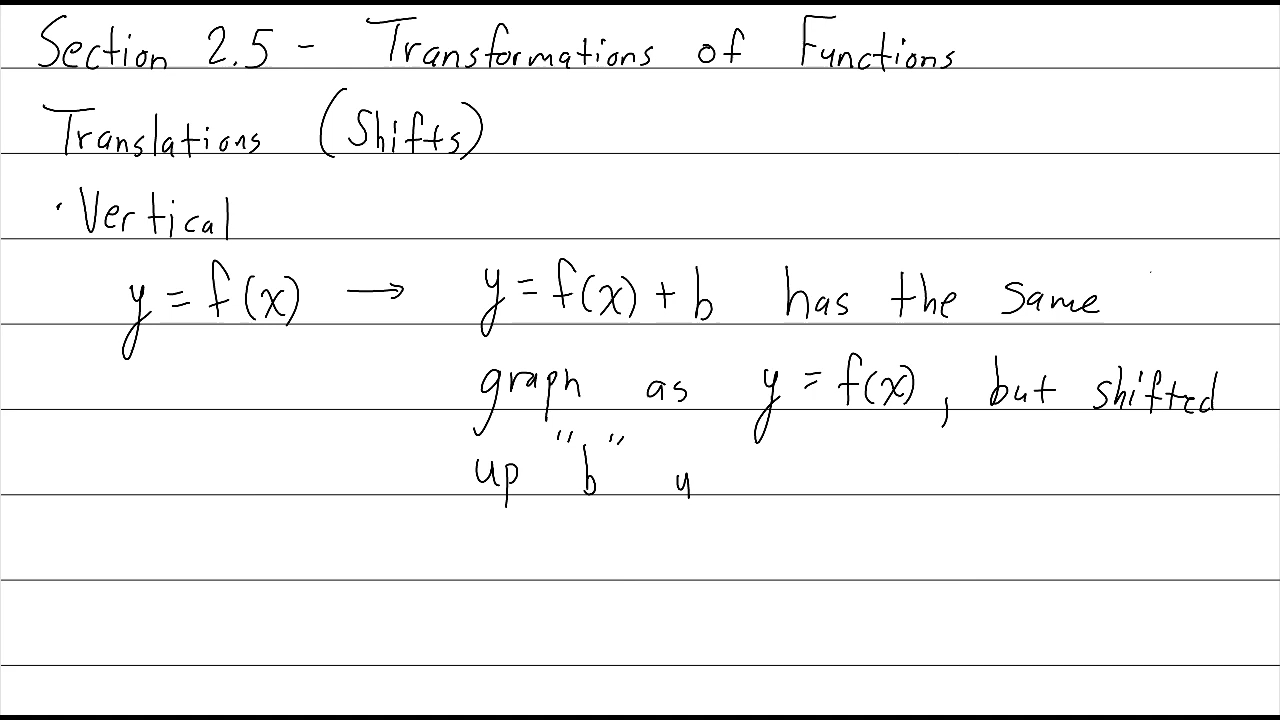 Section 2.5 - Transformations of Functions
Translations (Shifts)
· Vertical
y = f(x) → y = f(x) + b has the same
graph as y = f(x), but shifted
up "b" u